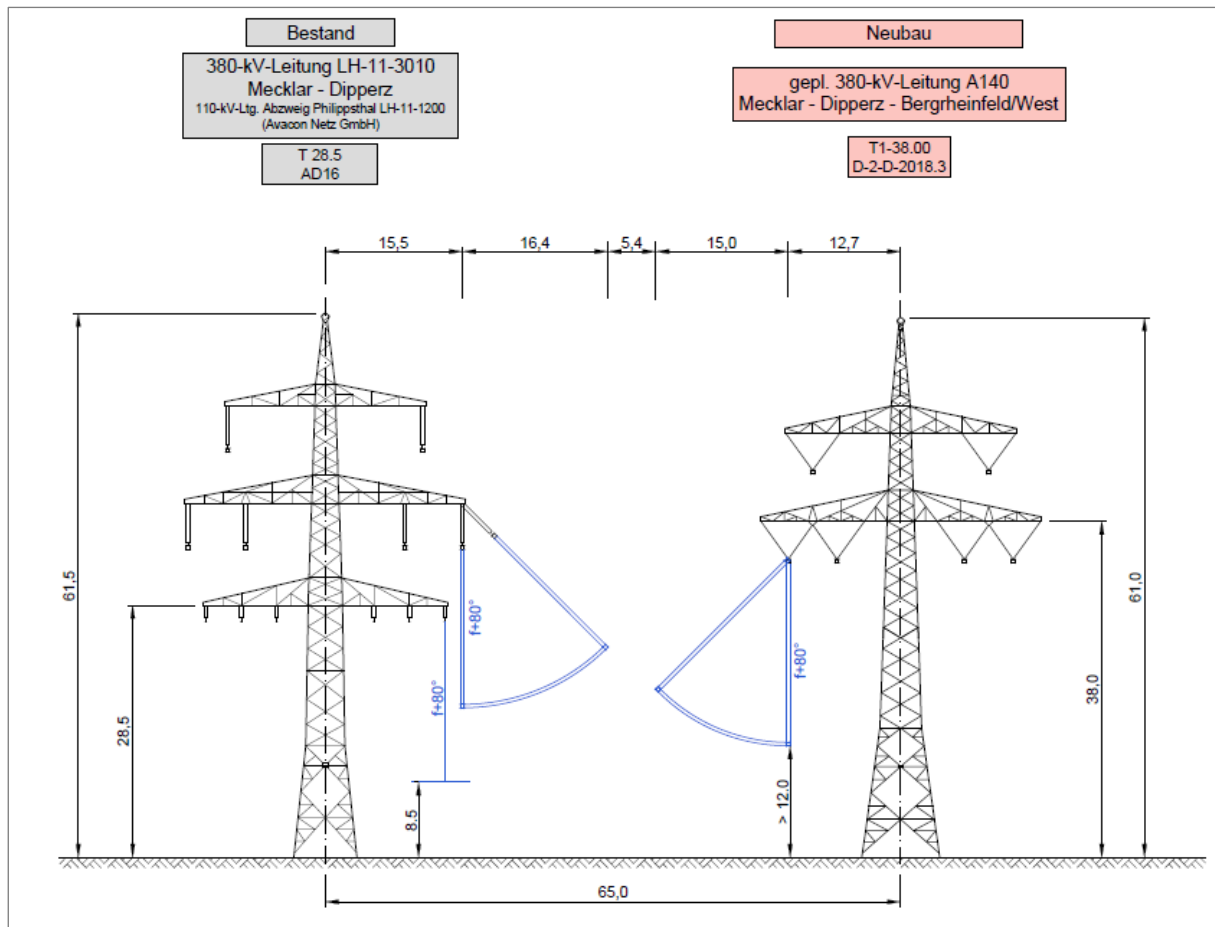 Bestand
380-kV-Leitung LH-11-3010
Mecklar - Dipperz
110-kV-Ltg. Abzweig Philippsthal LH-11-1200
(Avacon Netz GmbH)
T 28.5
AD16
Neubau
gepl. 380-kV-Leitung A140
Mecklar - Dipperz - Bergrheinfeld/West
T1-38.00
D-2-D-2018.3
15,5
16,4
5,4
15,0
12,7
61,5
28,5
f+80°
f+80°
8.5
f+80°
> 12.0
38,0
61,0
65,0